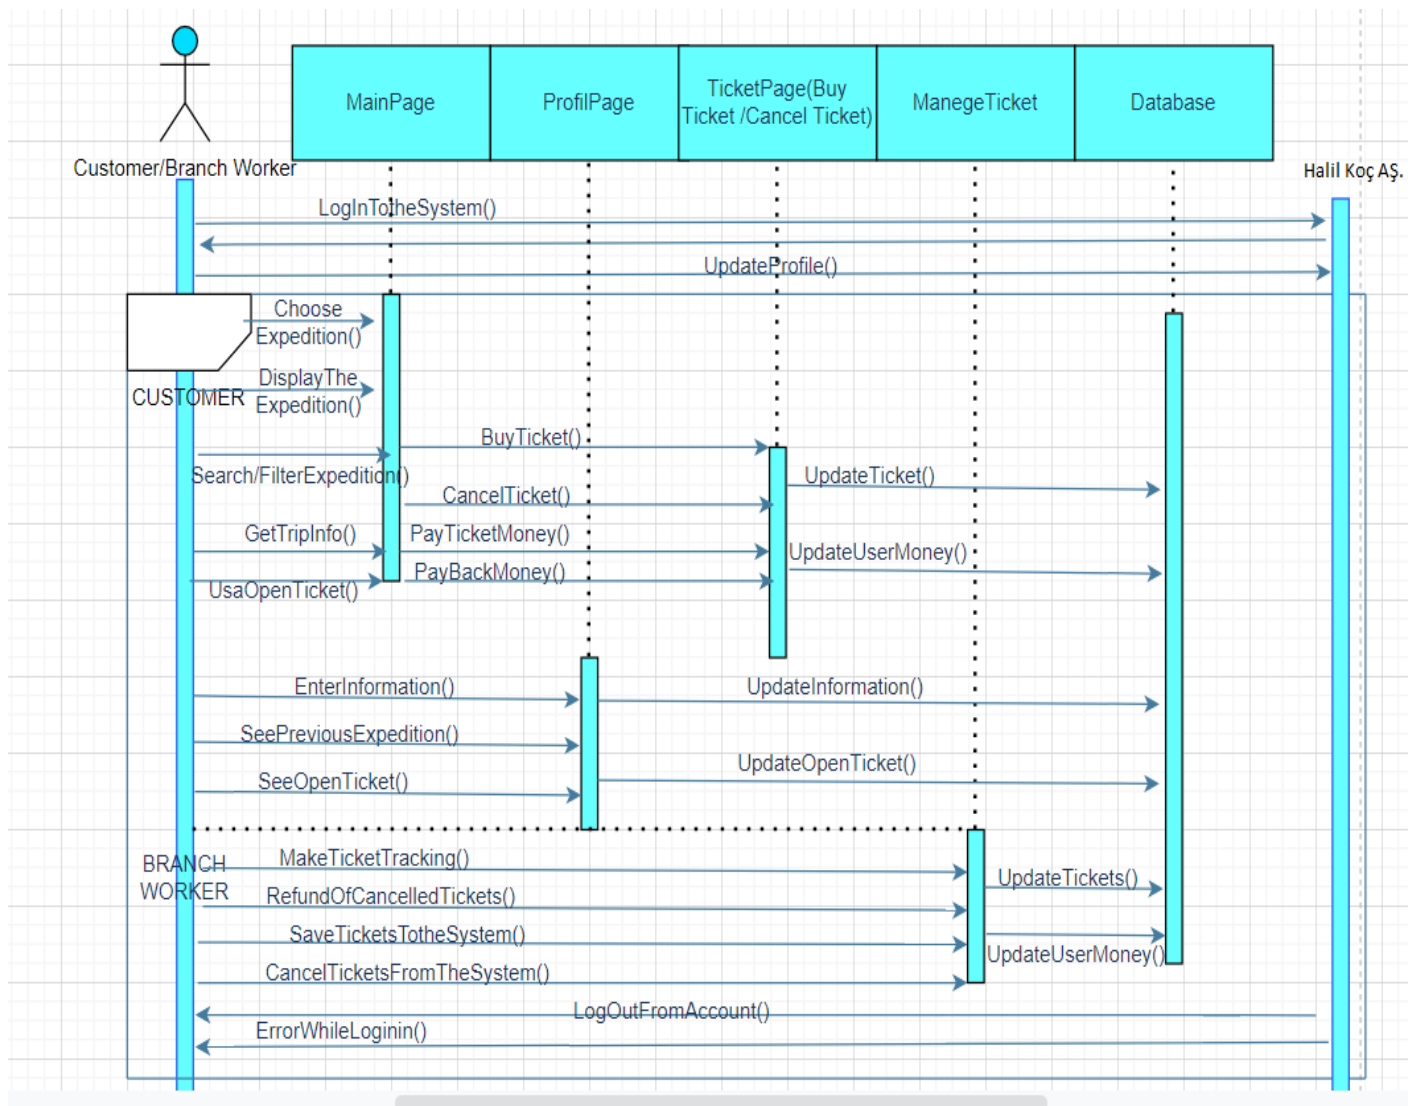 MainPage
ProfilPage
TicketPage(Buy
Ticket /Cancel Ticket)
ManegeTicket
Database
Customer/Branch Worker
Halil Koç AŞ.
LogInTotheSystem()
UpdateProfile()
Choose
Expedition()
DisplayThe
Expedition()
CUSTOMER
BuyTicket()
Search/FilterExpedition()
UpdateTicket()
CancelTicket()
GetTripInfo()
PayTicketMoney()
UpdateUserMoney()
PayBackMoney()
UsaOpenTicket()
EnterInformation()
UpdateInformation()
SeePreviousExpedition()
UpdateOpenTicket()
SeeOpenTicket()
BRANCH
WORKER
MakeTicketTracking()
UpdateTickets()
RefundOfCancelledTickets()
SaveTicketsTotheSystem()
UpdateUserMoney()
CancelTicketsFromTheSystem()
LogOutFromAccount()
ErrorWhileLoginin()